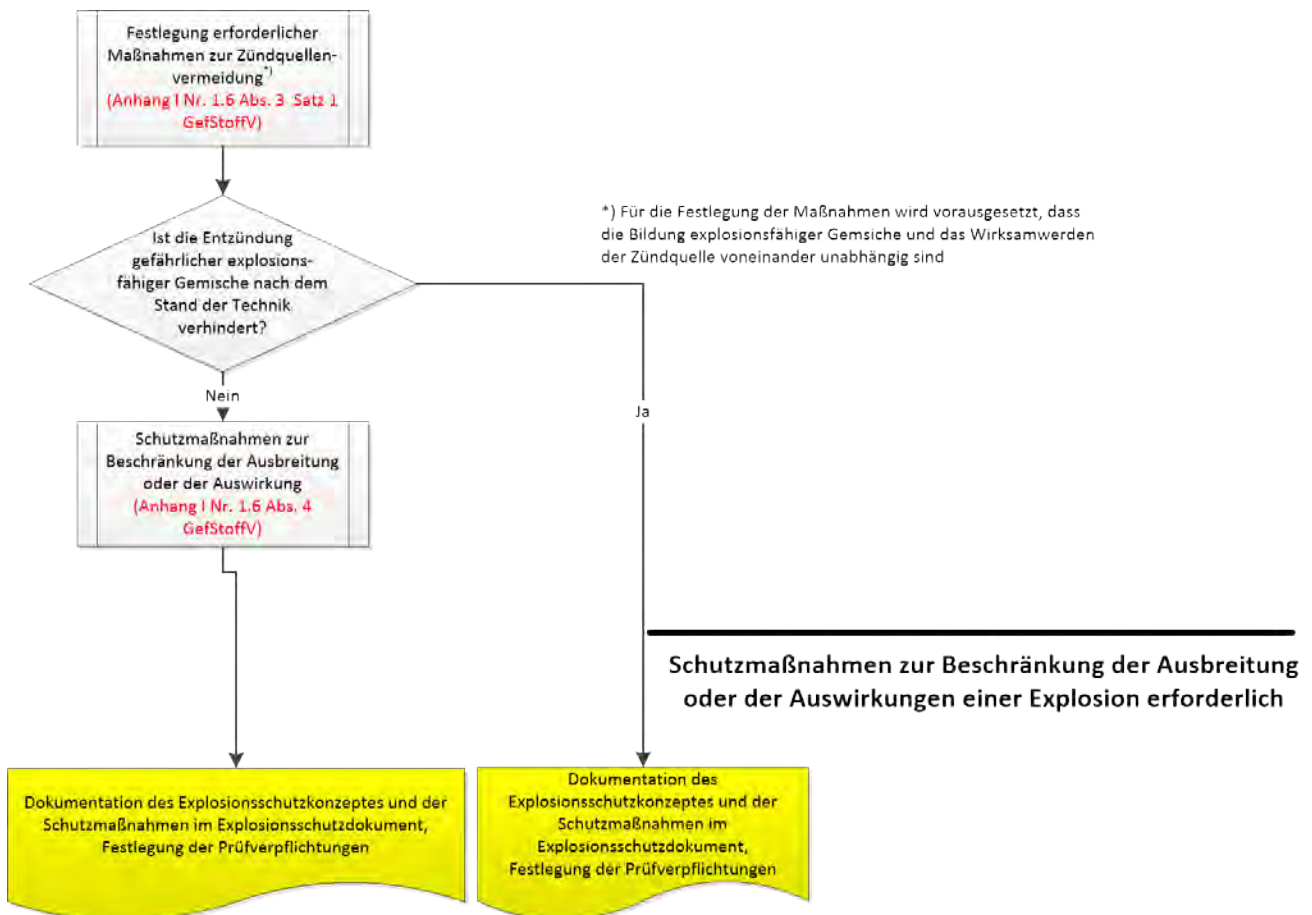 Festlegung erforderlicher
Maßnahmen zur Zündquellen-
vermeidung*)
(Anhang I Nr. 1.6 Abs. 3 Satz 1
GefStoffV)
*) Für die Festlegung der Maßnahmen wird vorausgesetzt, dass
die Bildung explosionsfähiger Gemsiche und das Wirksamwerden
der Zündquelle voneinander unabhängig sind
Ist die Entzündung
gefährlicher explosions-
fähiger Gemische nach dem
Stand der Technik
verhindert?
Nein
Ja
Schutzmaßnahmen zur
Beschränkung der Ausbreitung
oder der Auswirkung
(Anhang I Nr. 1.6 Abs. 4
GefStoffV)
Schutzmaßnahmen zur Beschränkung der Ausbreitung
oder der Auswirkungen einer Explosion erforderlich
Dokumentation des Explosionsschutzkonzeptes und der
Schutzmaßnahmen im Explosionsschutzdokument,
Festlegung der Prüfverpflichtungen
Dokumentation des
Explosionsschutzkonzeptes und der
Schutzmaßnahmen im
Explosionsschutzdokument,
Festlegung der Prüfverpflichtungen